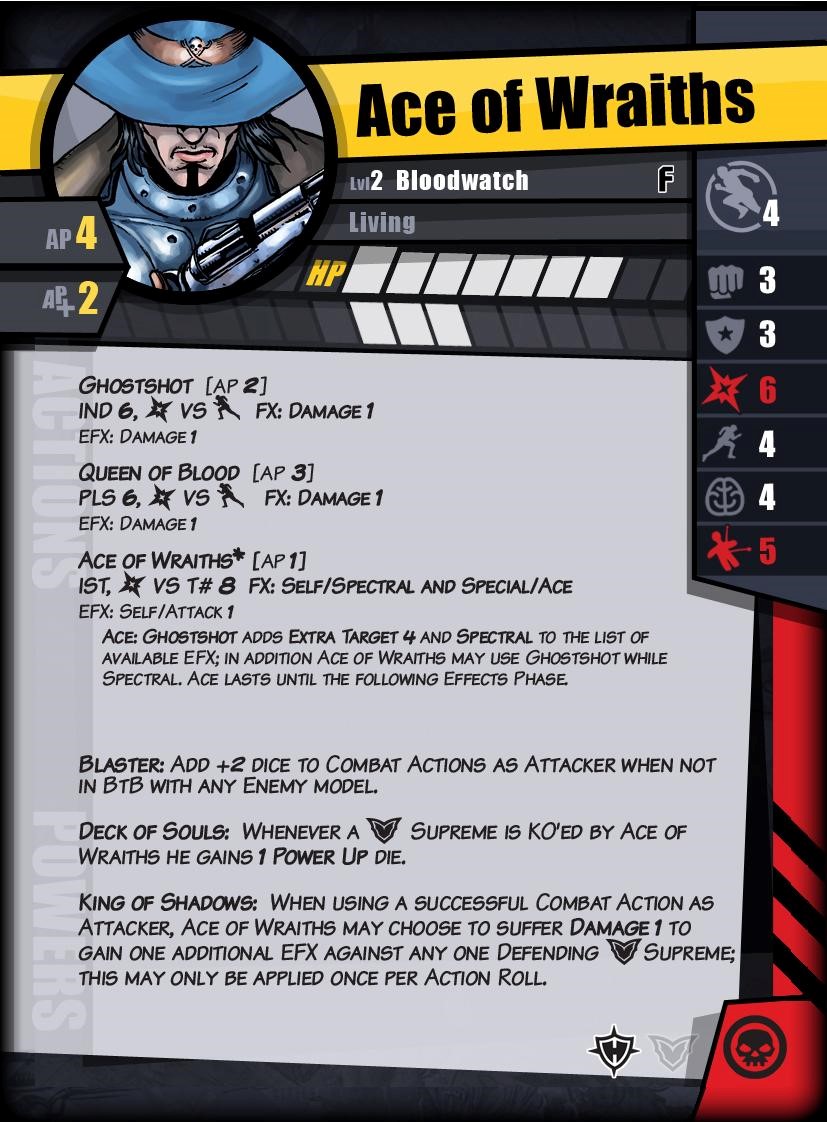 Ace of Wraiths
Lvl2 Bloodwatch F
Living
AP 4
AP+ 2
HP
4
3
3
6
4
4
5
ACTIONS
GHOSTSHOT [AP 2]
IND 6, VS FX: DAMAGE 1
EFX: DAMAGE 1
QUEEN OF BLOOD [AP 3]
PLS 6, VS FX: DAMAGE 1
EFX: DAMAGE 1
ACE OF WRAITHS* [AP 1]
IST, VS T# 8 FX: SELF/SPECTRAL AND SPECIAL/ACE
EFX: SELF/ATTACK 1
ACE: GHOSTSHOT ADDS EXTRA TARGET 4 AND SPECTRAL TO THE LIST OF
AVAILABLE EFX; IN ADDITION ACE OF WRAITHS MAY USE GHOSTSHOT WHILE
SPECTRAL. ACE LASTS UNTIL THE FOLLOWING EFFECTS PHASE.
POWERS
BLASTER: ADD +2 DICE TO COMBAT ACTIONS AS ATTACKER WHEN NOT
IN BTB WITH ANY ENEMY MODEL.
DECK OF SOULS: WHENEVER A SUPREME IS KO'ED BY ACE OF
WRAITHS HE GAINS 1 POWER UP DIE.
KING OF SHADOWS: WHEN USING A SUCCESSFUL COMBAT ACTION AS
ATTACKER, ACE OF WRAITHS MAY CHOOSE TO SUFFER DAMAGE 1 TO
GAIN ONE ADDITIONAL EFX AGAINST ANY ONE DEFENDING SUPREME;
THIS MAY ONLY BE APPLIED ONCE PER ACTION ROLL.
H